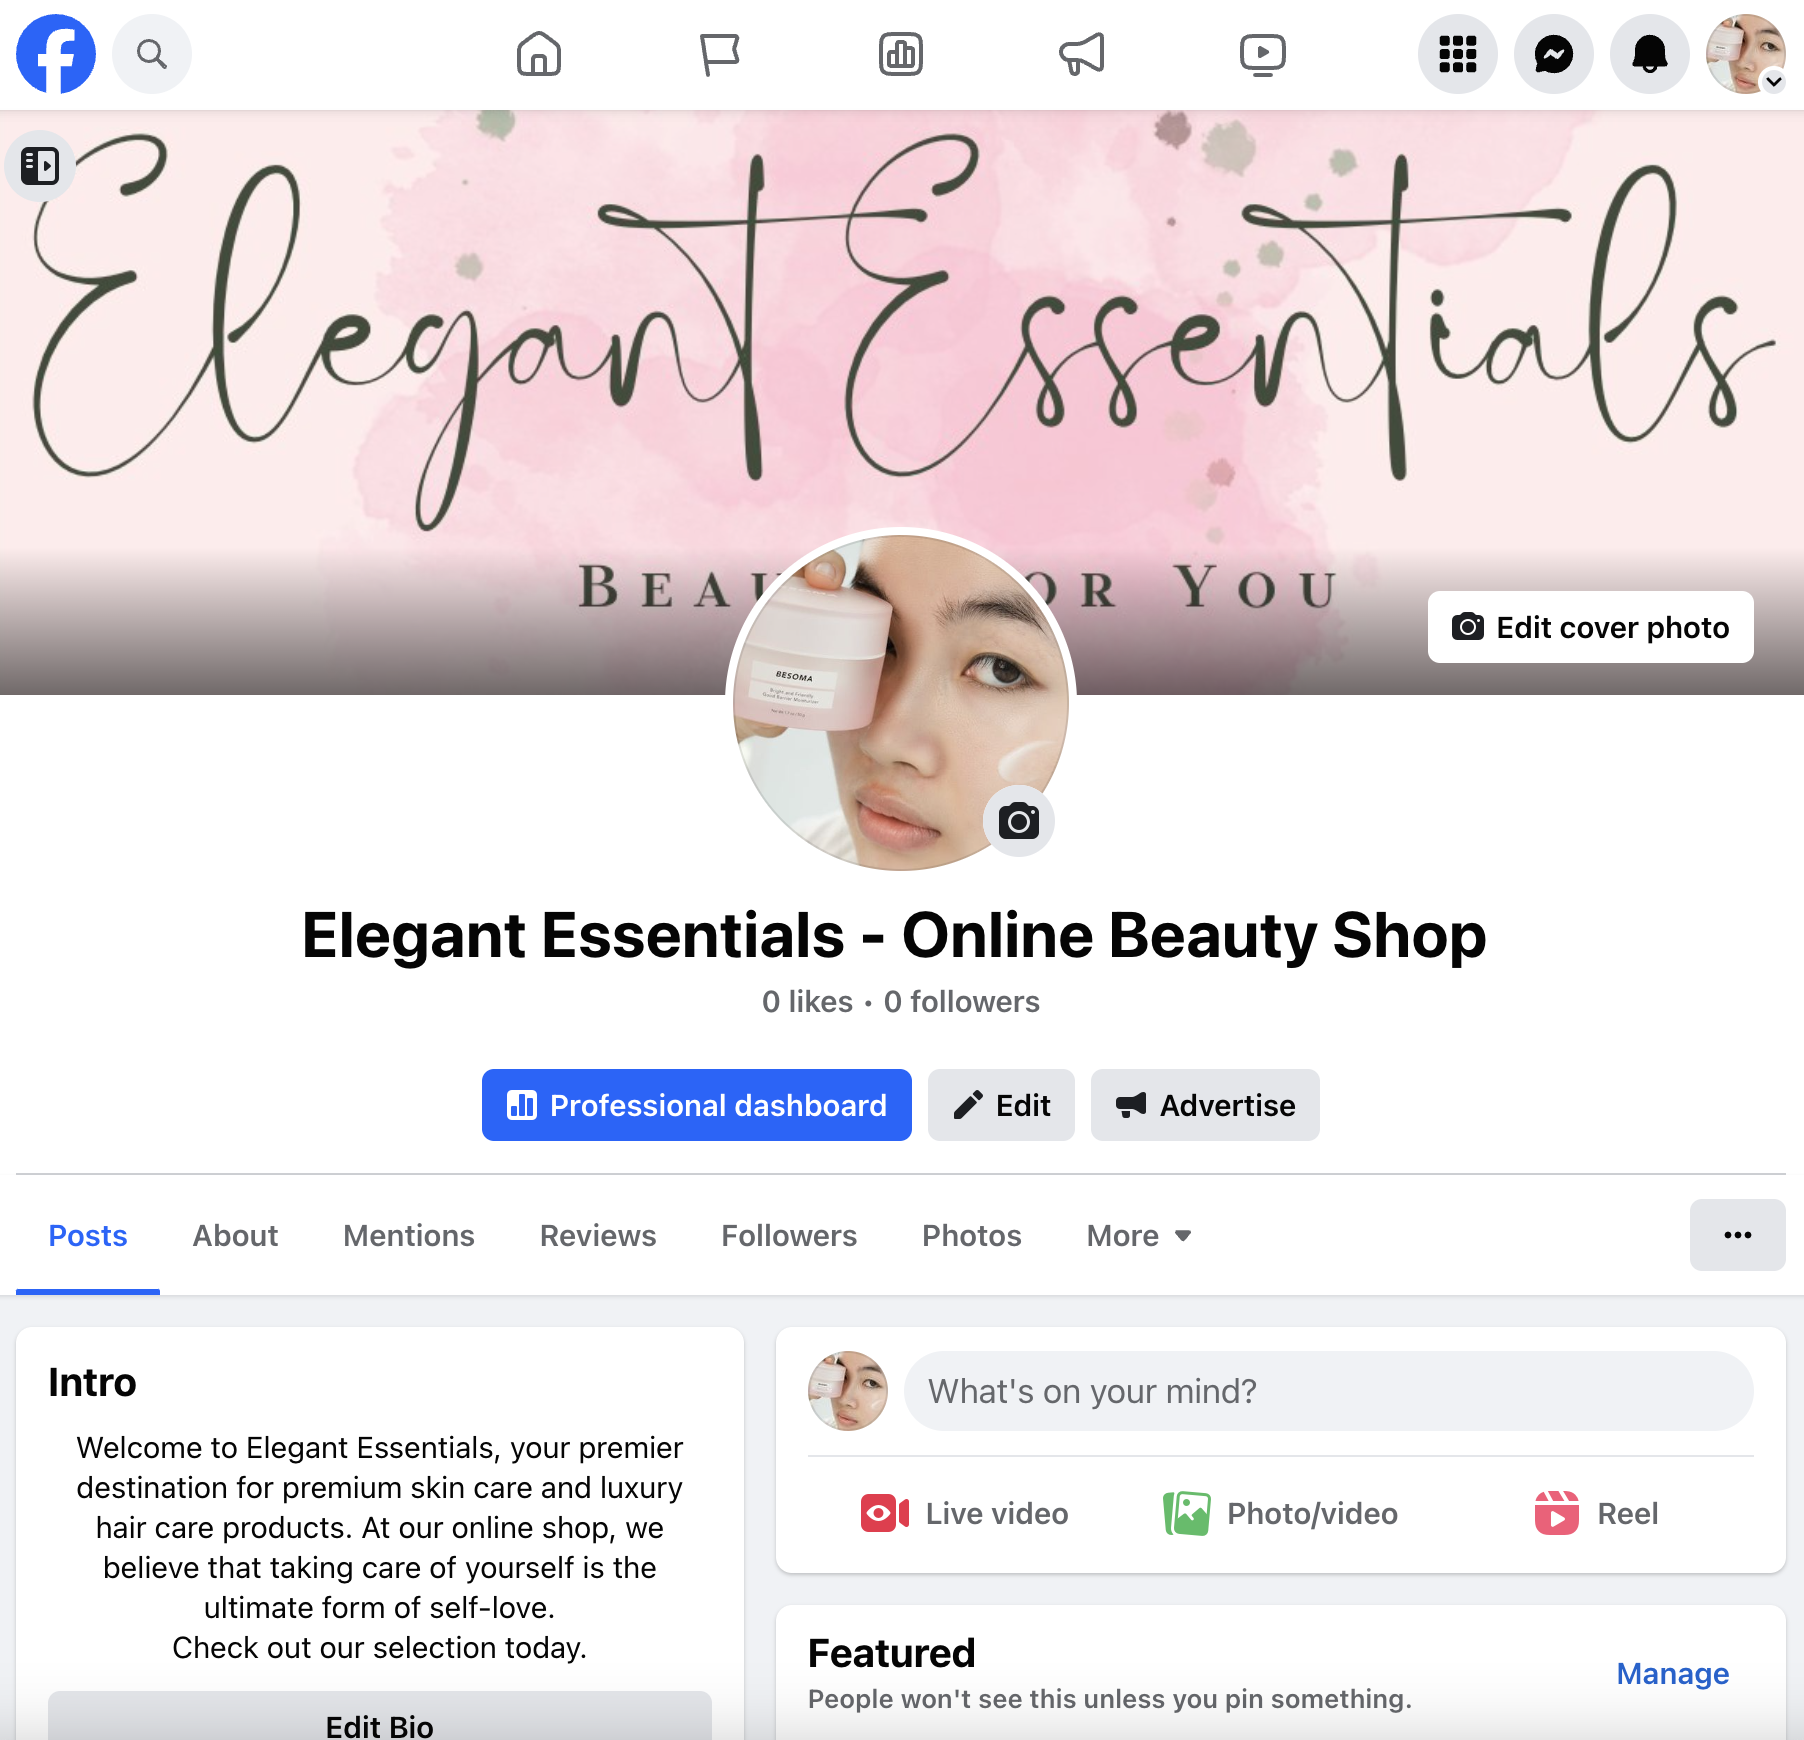 Elegant Essentials
BEAU OR YOU
BESOMA
Edit cover photo
Elegant Essentials - Online Beauty Shop
0 likes • 0 followers
Professional dashboard
Edit
Advertise
Posts
About
Mentions
Reviews
Followers
Photos
More
Intro
Welcome to Elegant Essentials, your premier
destination for premium skin care and luxury
hair care products. At our online shop, we
believe that taking care of yourself is the
ultimate form of self-love.
Check out our selection today.
Edit Bio
What's on your mind?
Live video
Photo/video
Reel
Featured
People won't see this unless you pin something.
Manage